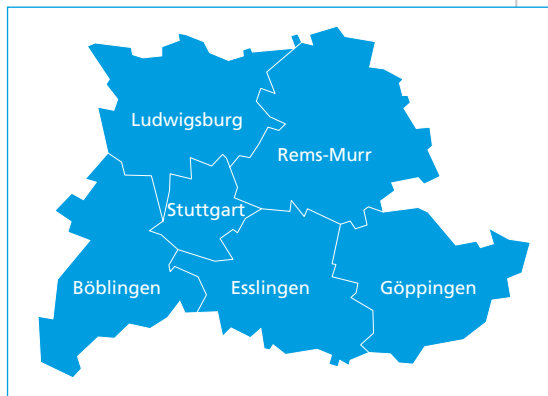 Ludwigsburg
Rems-Murr
Stuttgart
Böblingen
Esslingen
Göppingen